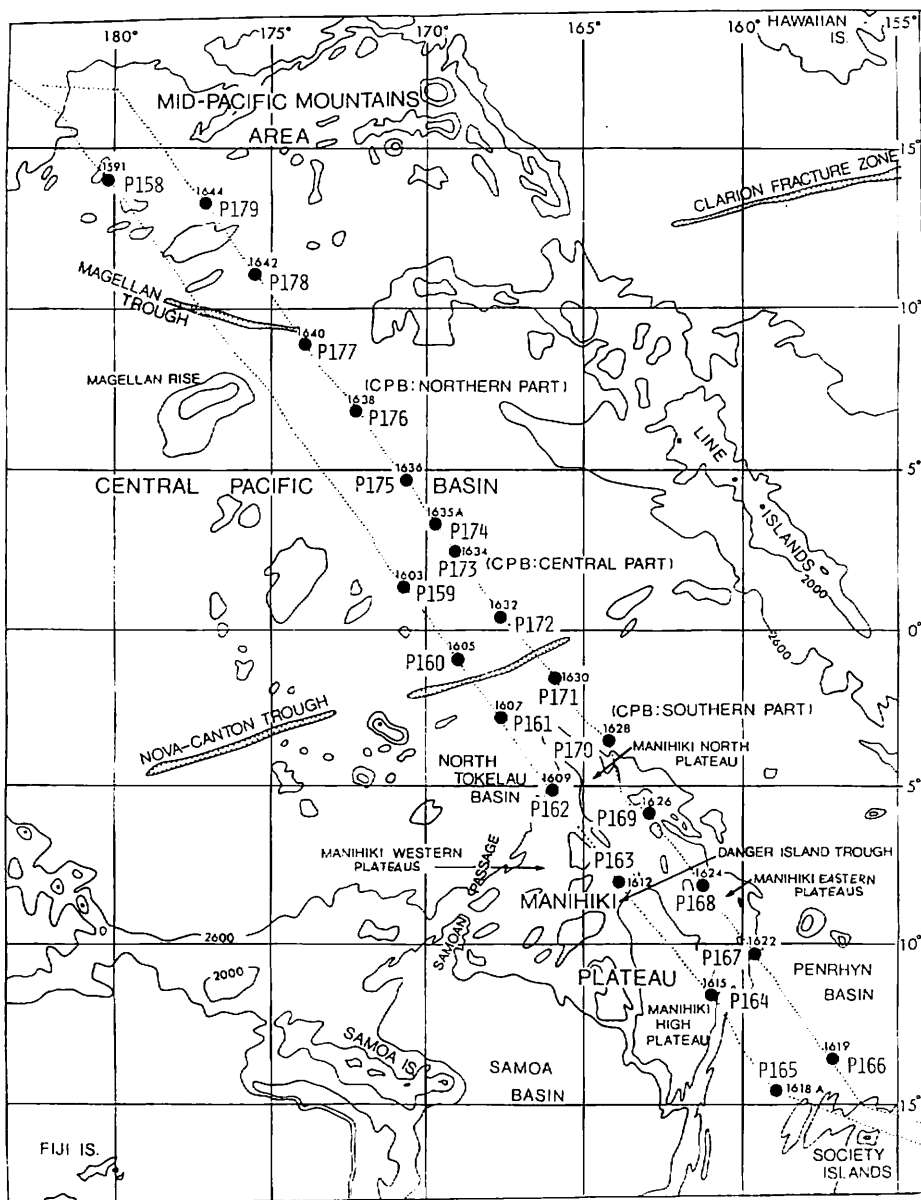 180°
175°
170°
165°
160°
155°
HAWAIIAN
IS.
MID-PACIFIC MOUNTAINS
AREA
15°
CLARION FRACTURE ZONE
1591
P158
1644
P179
1642
P178
MAGELLAN
TROUGH
10°
1640
P177
MAGELLAN RISE
(CPB: NORTHERN PART)
1638
P176
LINE
ISLANDS
5°
1636
P175
CENTRAL PACIFIC BASIN
1635A
P174
1634
P173
(CPB: CENTRAL PART)
2000
1603
P159
1632
P172
0°
2600
1605
P160
1630
P171
1607
P161
(CPB: SOUTHERN PART)
NOVA-CANTON TROUGH
1628
P170
MANIHIKI NORTH
PLATEAU
NORTH
TOKELAU
BASIN
1609
P162
5°
1626
P169
MANIHIKI WESTERN
PLATEAUS
SAMOAN PASSAGE
P163
1612
DANGER ISLAND TROUGH
1624
P168
MANIHIKI EASTERN
PLATEAUS
MANIHIKI
PLATEAU
2600
10°
1622
P167
2000
PENRHYN
BASIN
1615
P164
MANIHIKI
HIGH
PLATEAU
1619
P166
SAMOA IS.
SAMOA
BASIN
P165
1618 A
15°
FIJI IS.
SOCIETY
ISLANDS